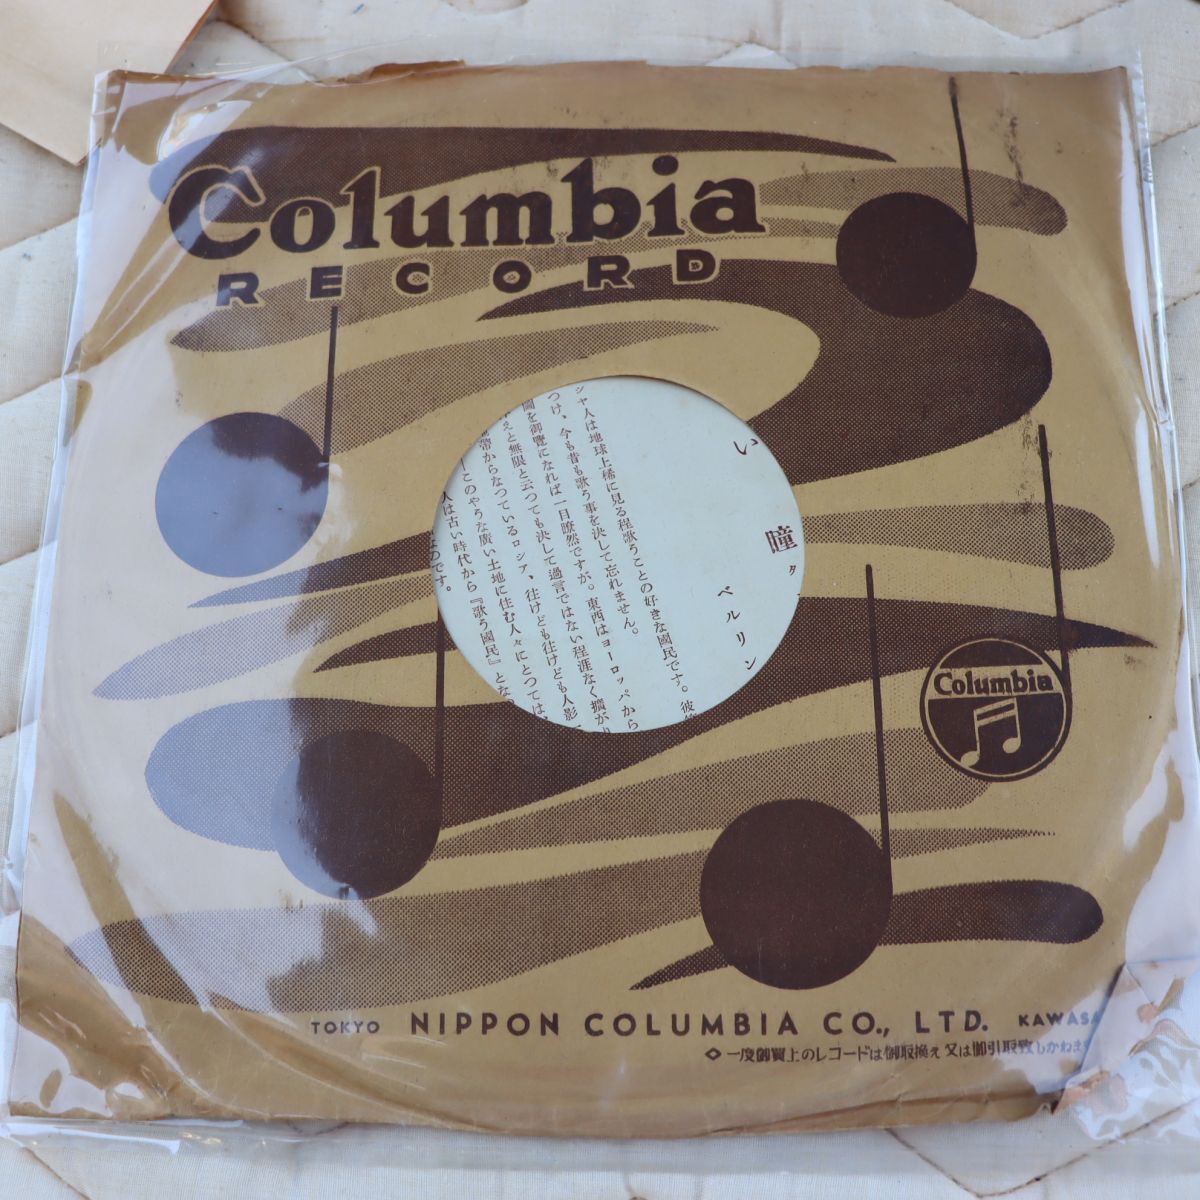 Columbia
RECORD
い 瞳
タ
ベルリン
シヤ人は地球上稀に見る程歌うことの好きな國民です。彼
つけ、今も昔も歌う事を決して忘れません。
圖を御覽になれば一目瞭然ですが。東西はヨーロッパから
えと無限と云つても決して過言ではない程涯なく擴が
帶からなつているロシア、往けども往けども人影
ーこのやうな廣い土地に住む人々にとつては
人は古い時代から『歌う國民』とな
です。
Columbia
TOKYO NIPPON COLUMBIA CO., LTD. KAWASA
◇一度御買上のレコードは御取換え又は御引取致しかねま